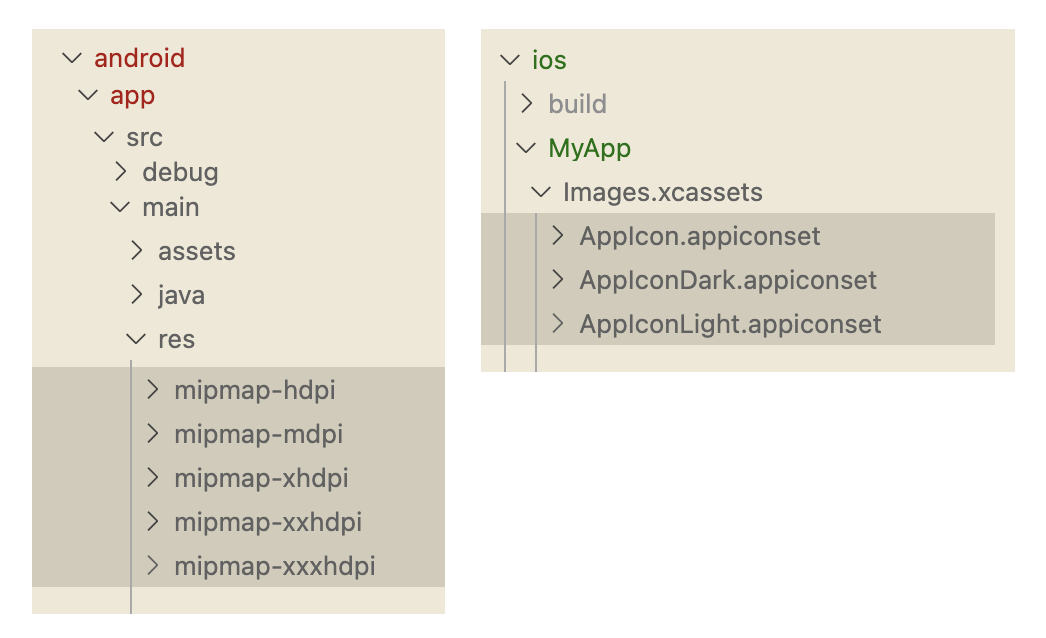 android
app
src
debug
main
assets
java
res
mipmap-hdpi
mipmap-mdpi
mipmap-xhdpi
mipmap-xxhdpi
mipmap-xxxhdpi
ios
build
MyApp
Images.xcassets
AppIcon.appiconset
AppIconDark.appiconset
AppIconLight.appiconset